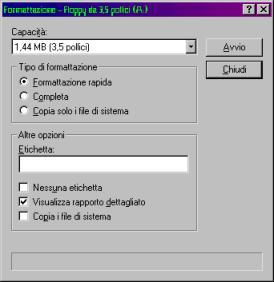 Formattazione - Floppy da 3,5 pollici (A:)
Capacità:
1,44 MB (3,5 pollici)
Avvio
Chiudi
Tipo di formattazione
Formattazione rapida
Completa
Copia solo i file di sistema
Altre opzioni
Etichetta:
Nessuna etichetta
Visualizza rapporto dettagliato
Copia i file di sistema